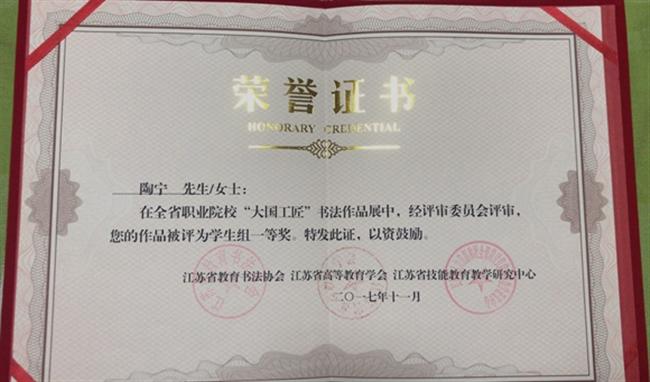 荣誉证书
HONORARY CREDENTIAL
陶宁 先生/女士：
在全省职业院校“大国工匠”书法作品展中，经评审委员会评审，
您的作品被评为学生组一等奖。特发此证，以资鼓励。
江苏省教育书法协会 江苏省高等教育学会 江苏省技能教育教学研究中心
二〇一七年十一月